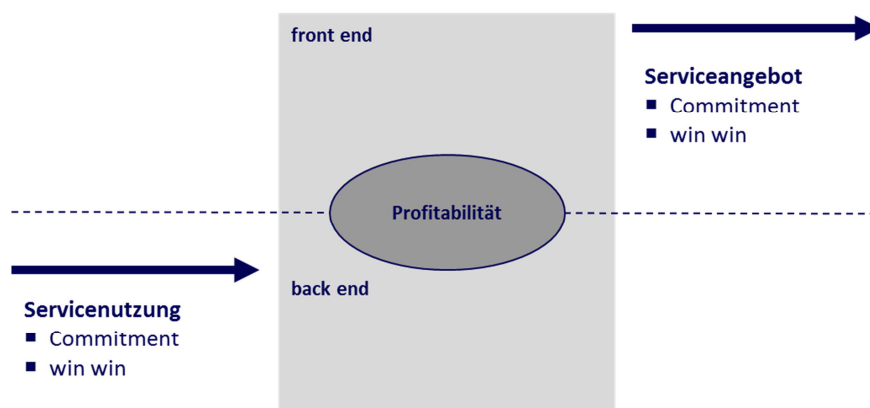 front end
Serviceangebot
▪ Commitment
▪ win win
Profitabilität
back end
Servicenutzung
▪ Commitment
▪ win win